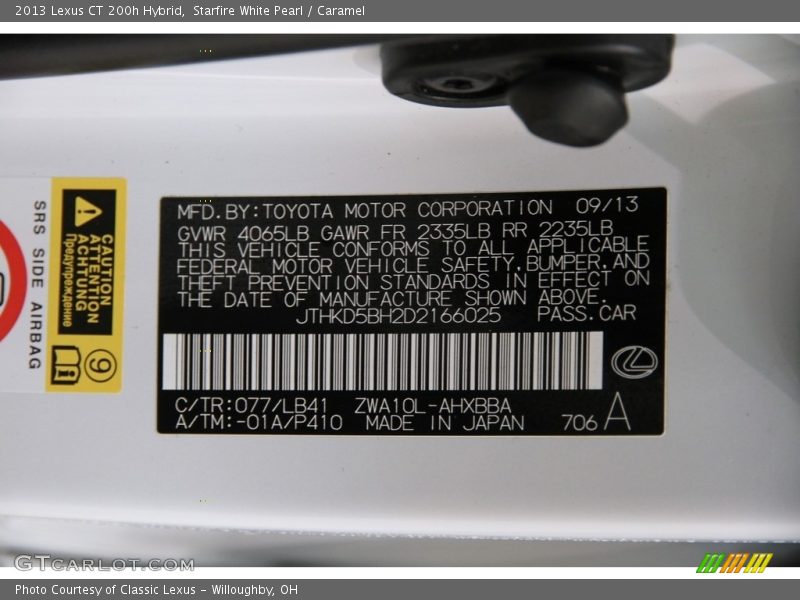 2013 Lexus CT 200h Hybrid, Starfire White Pearl / Caramel
SRS SIDE AIRBAG
CAUTION
ATTENTION
ACHTUNG
Предупреждение
9
MFD.BY:TOYOTA MOTOR CORPORATION 09/13
GVWR 4065LB GAWR FR 2335LB RR 2235LB
THIS VEHICLE CONFORMS TO ALL APPLICABLE
FEDERAL MOTOR VEHICLE SAFETY,BUMPER,AND
THEFT PREVENTION STANDARDS IN EFFECT ON
THE DATE OF MANUFACTURE SHOWN ABOVE.
JTHKD5BH2D2166025 PASS.CAR
C/TR:077/LB41 ZWA10L-AHXBBA
A/TM:-01A/P410 MADE IN JAPAN 706 A
GTCARLOT.COM
Photo Courtesy of Classic Lexus - Willoughby, OH